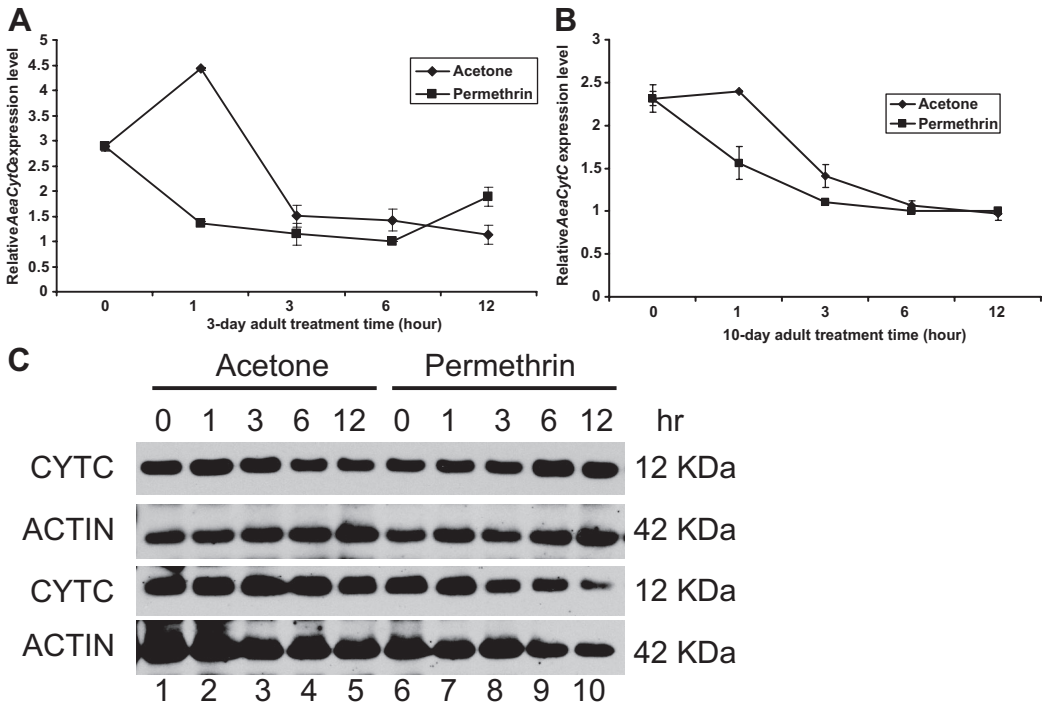 A
Relative AeaCytC expression level
5
4.5
4
3.5
3
2.5
2
1.5
1
0.5
0
Acetone
Permethrin
0 1 3 6 12
3-day adult treatment time (hour)
B
Relative AeaCytC expression level
3
2.5
2
1.5
1
0.5
0
Acetone
Permethrin
0 1 3 6 12
10-day adult treatment time (hour)
C
Acetone Permethrin
0 1 3 6 12 0 1 3 6 12 hr
CYTC 12 KDa
ACTIN 42 KDa
CYTC 12 KDa
ACTIN 42 KDa
1 2 3 4 5 6 7 8 9 10